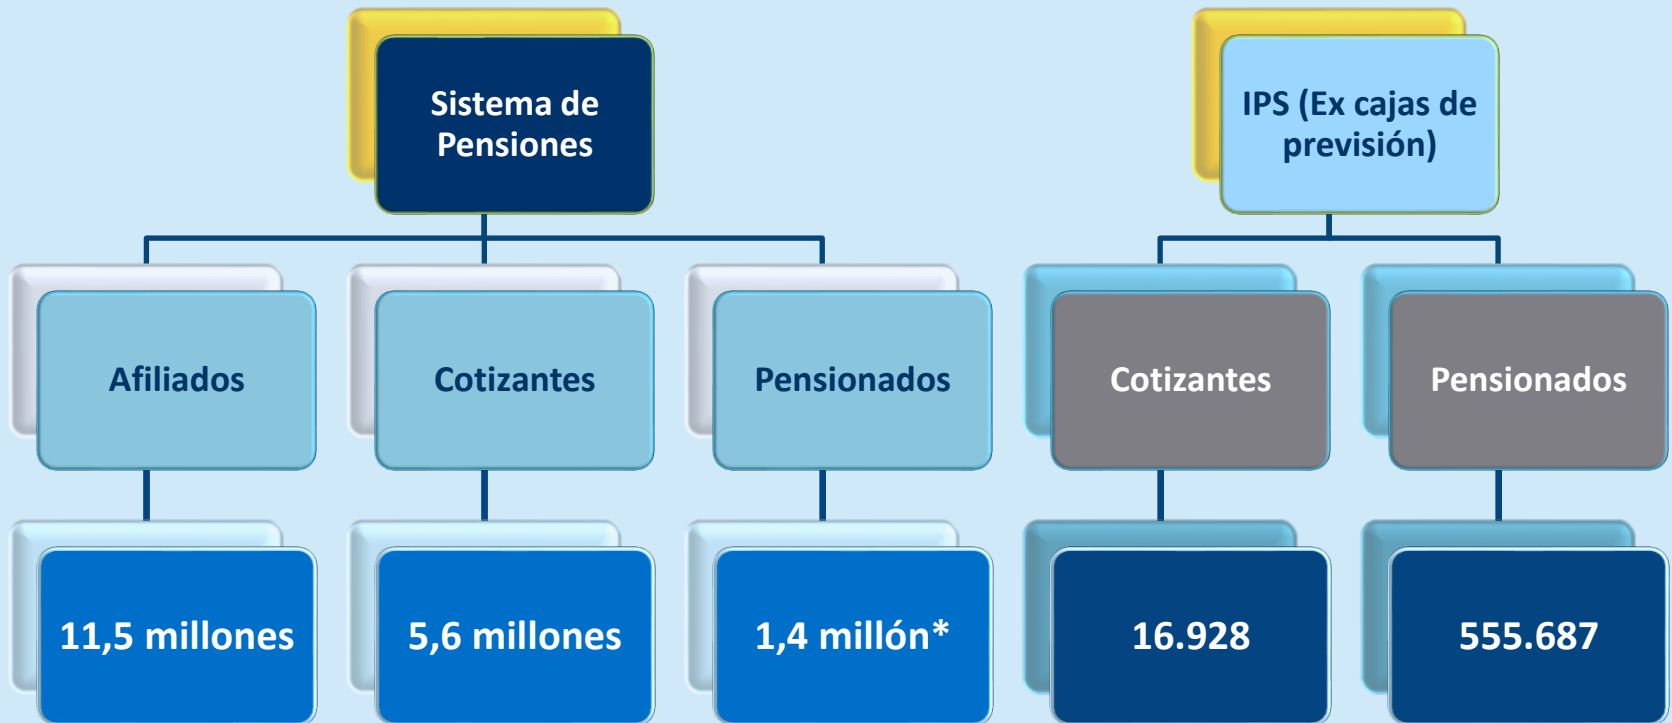 Sistema de
Pensiones
IPS (Ex cajas de
previsión)
Afiliados
Cotizantes
Pensionados
Cotizantes
Pensionados
11,5 millones
5,6 millones
1,4 millón*
16.928
555.687